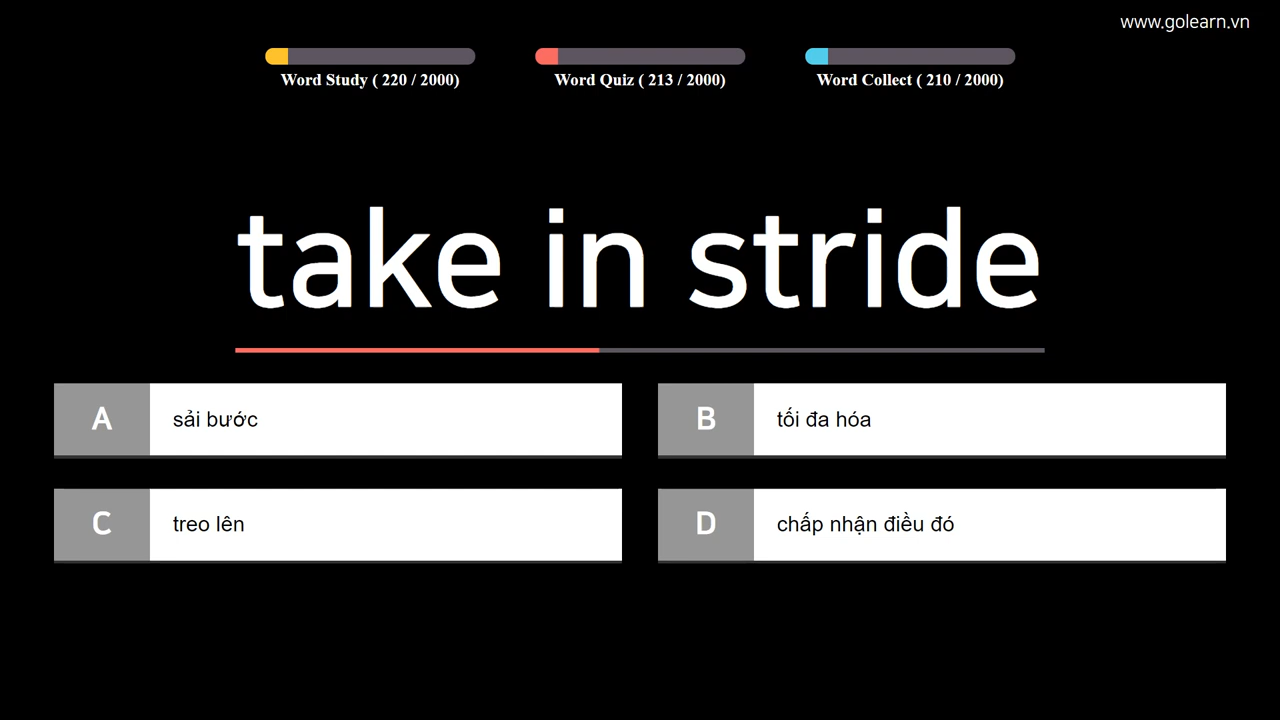 www.golearn.vn
Word Study ( 220 / 2000)
Word Quiz ( 213 / 2000)
Word Collect ( 210 / 2000)
take in stride
A sải bước
B tối đa hóa
C treo lên
D chấp nhận điều đó